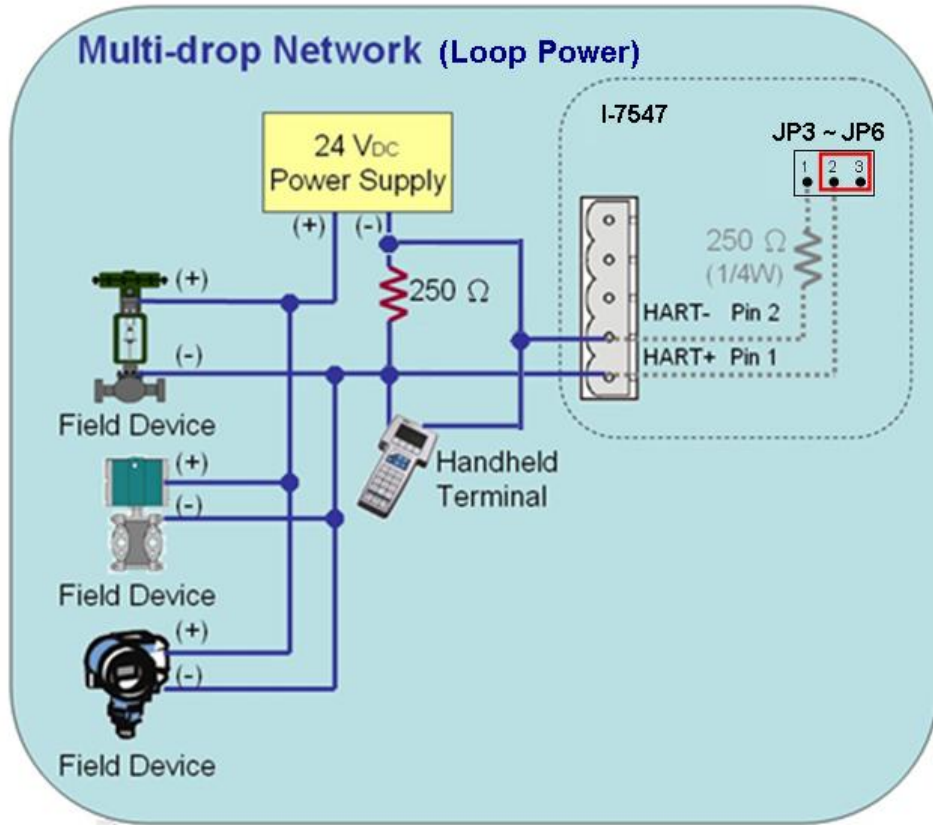 Multi-drop Network (Loop Power)
I-7547
JP3 ~ JP6
1 2 3
24 VDC
Power Supply
(+) (-)
250 Ω
250 Ω
(1/4W)
HART- Pin 2
HART+ Pin 1
(+)
(-)
Field Device
Handheld
Terminal
(+)
(-)
Field Device
(+)
(-)
Field Device